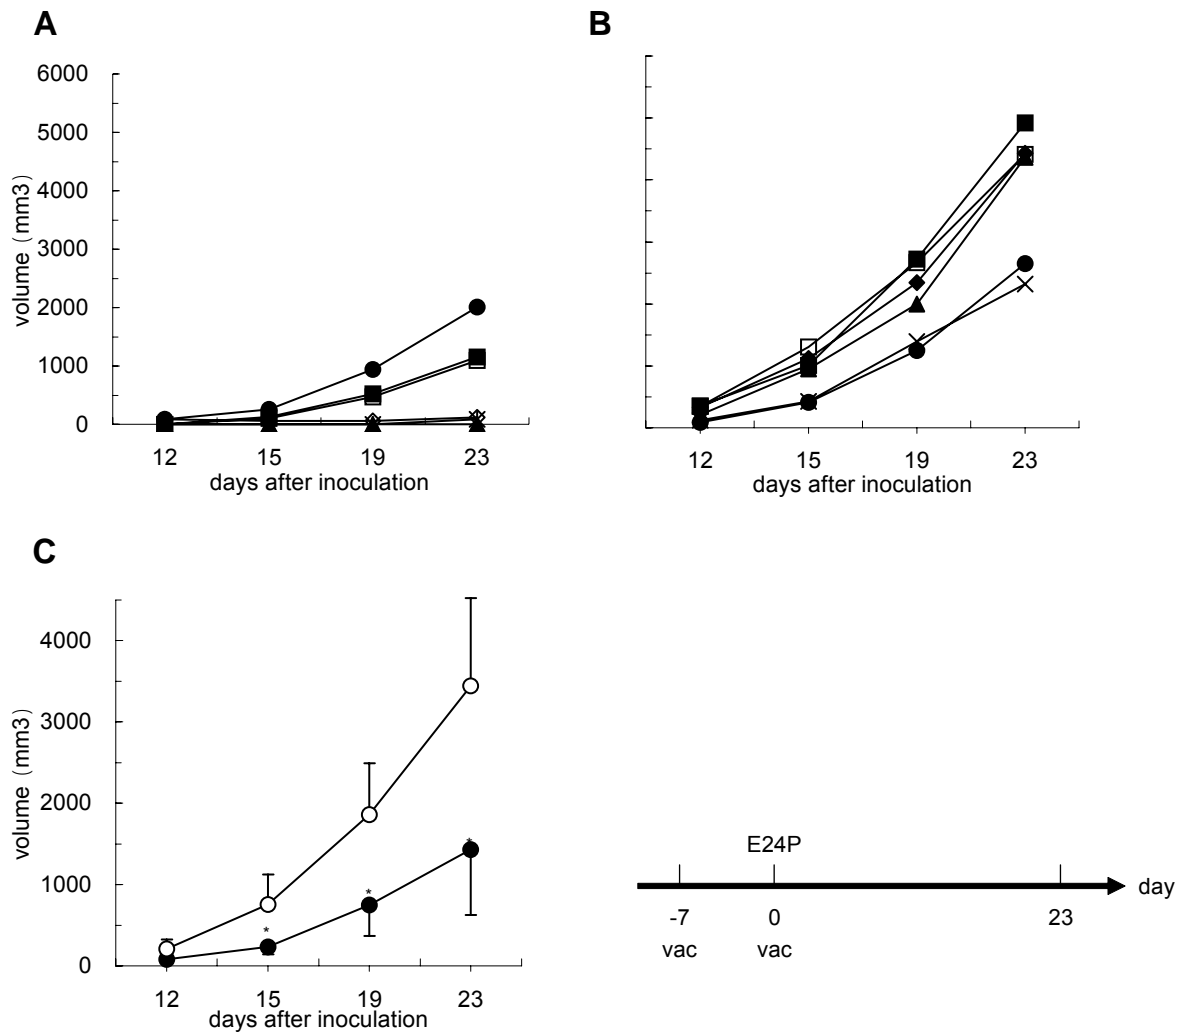 A
6000
5000
4000
3000
2000
1000
0
volume (mm3)
12 15 19 23
days after inoculation
B
12 15 19 23
days after inoculation
C
4000
3000
2000
1000
0
volume (mm3)
* * *
12 15 19 23
days after inoculation
E24P
day
-7 0 23
vac vac